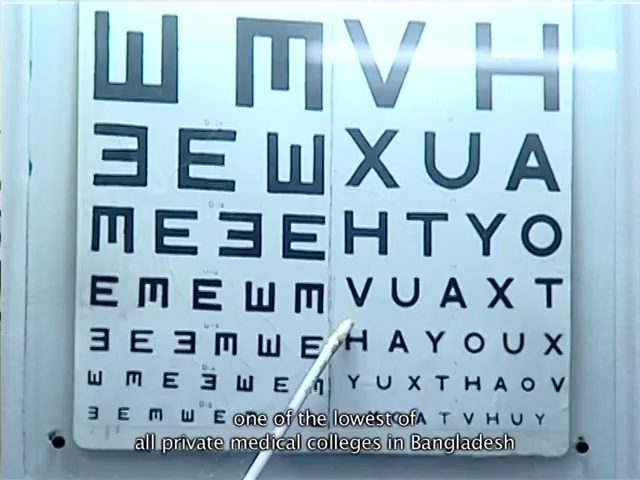 E E V H
E E E X U A
E E E E H T Y O
E E E E E V U A X T
E E E E E E H A Y O U X
E E E E E E E Y U X T H A O V
E E E E E E A T V H U Y
one of the lowest of
all private medical colleges in Bangladesh